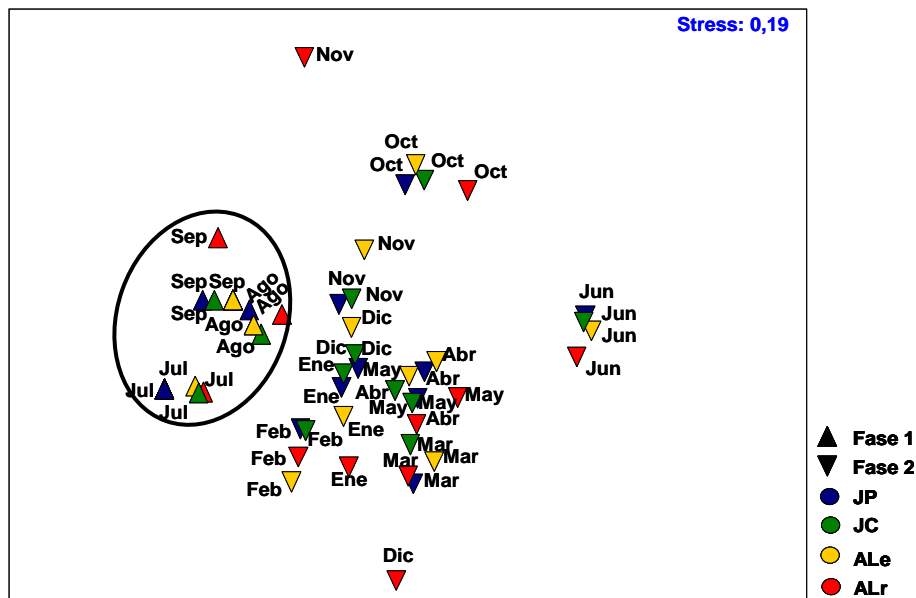 Stress: 0,19
Nov
Oct
Oct Oct
Oct
Sep
Nov
Sep Sep Ago
Ago
Nov
Jun
Nov
Sep
Jun
Ago
Dic
Jun
Ago
Dic Dic
Abr
Jul
Ene
May
Jun
Jul
Jul
Abr
Ene
Abr
May
May
May
Jul
Abr
Feb
Feb
Ene
Mar
Feb
Mar
Mar
Feb
Ene
Mar
Dic
Fase 1
Fase 2
JP
JC
ALe
ALr